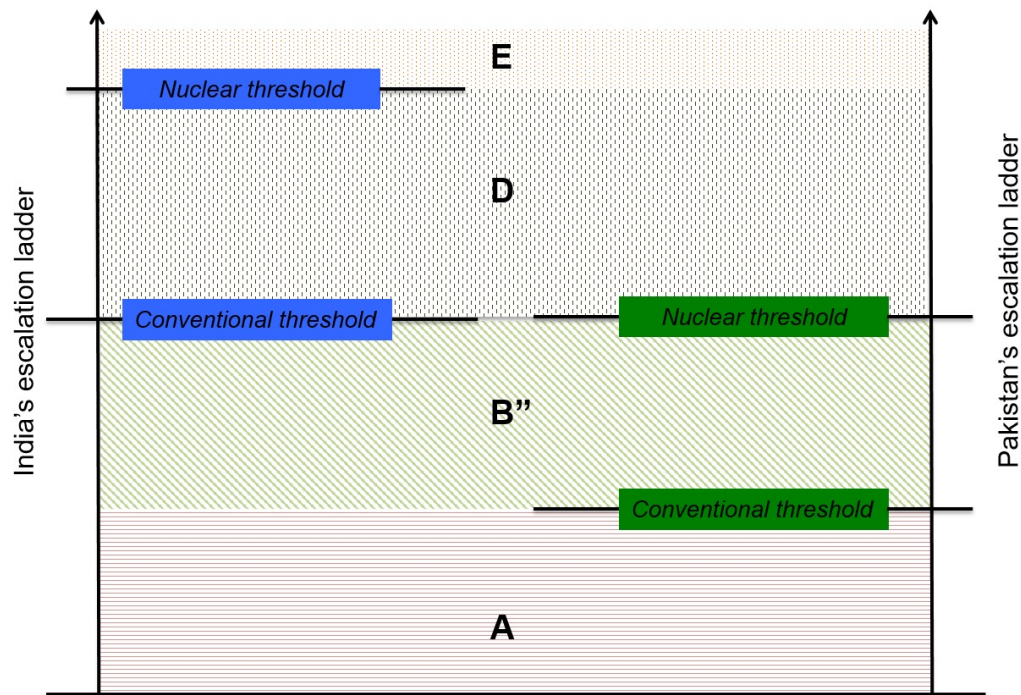 E
Nuclear threshold
D
India's escalation ladder
Pakistan's escalation ladder
Conventional threshold
Nuclear threshold
B”
Conventional threshold
A